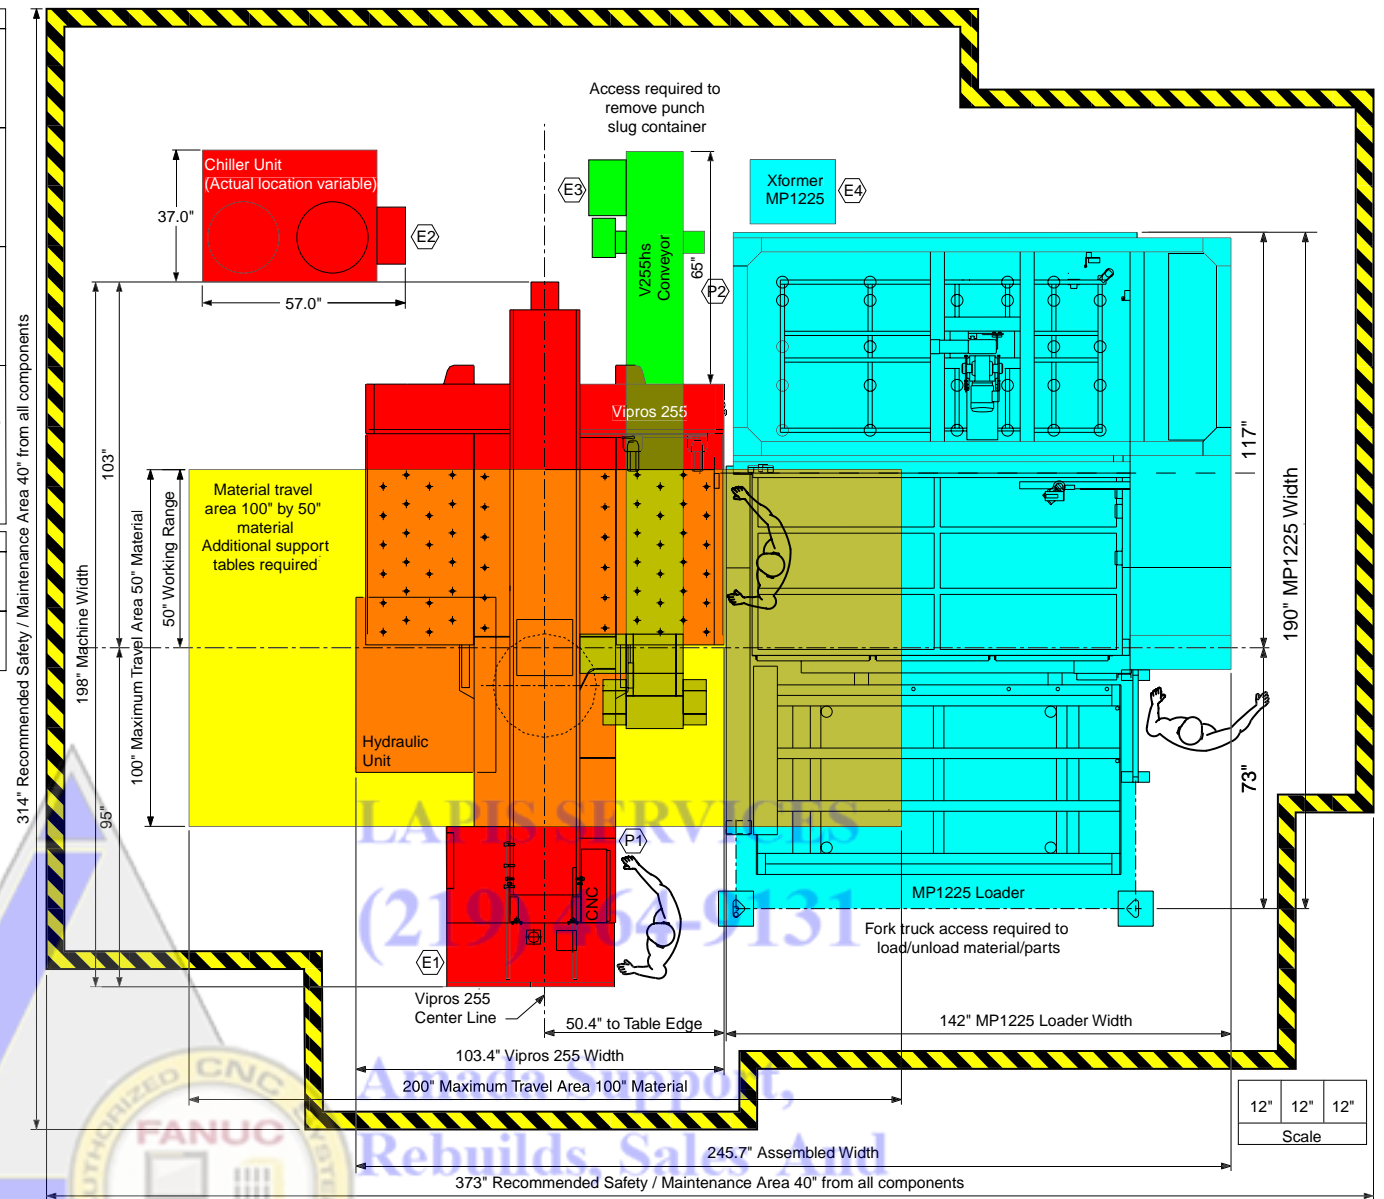 Access required to
remove punch
slug container
Chiller Unit
(Actual location variable)
37.0"
57.0"
E2
E3
V255hs
Conveyor
65"
P2
Xformer
MP1225
E4
314" Recommended Safety / Maintenance Area 40" from all components
198" Machine Width
103"
95"
100" Maximum Travel Area 50" Material
50" Working Range
Material travel
area 100" by 50"
material
Additional support
tables required
Vipros 255
Hydraulic
Unit
117"
190" MP1225 Width
73"
P1
CNC
E1
MP1225 Loader
Fork truck access required to
load/unload material/parts
LAPIS SERVICES
(219) 464-9131
Vipros 255
Center Line
50.4" to Table Edge
142" MP1225 Loader Width
103.4" Vipros 255 Width
200" Maximum Travel Area 100" Material
Amada Support,
Rebuilds, Sales And
245.7" Assembled Width
373" Recommended Safety / Maintenance Area 40" from all components
12" 12" 12"
Scale
CNC
FANUC